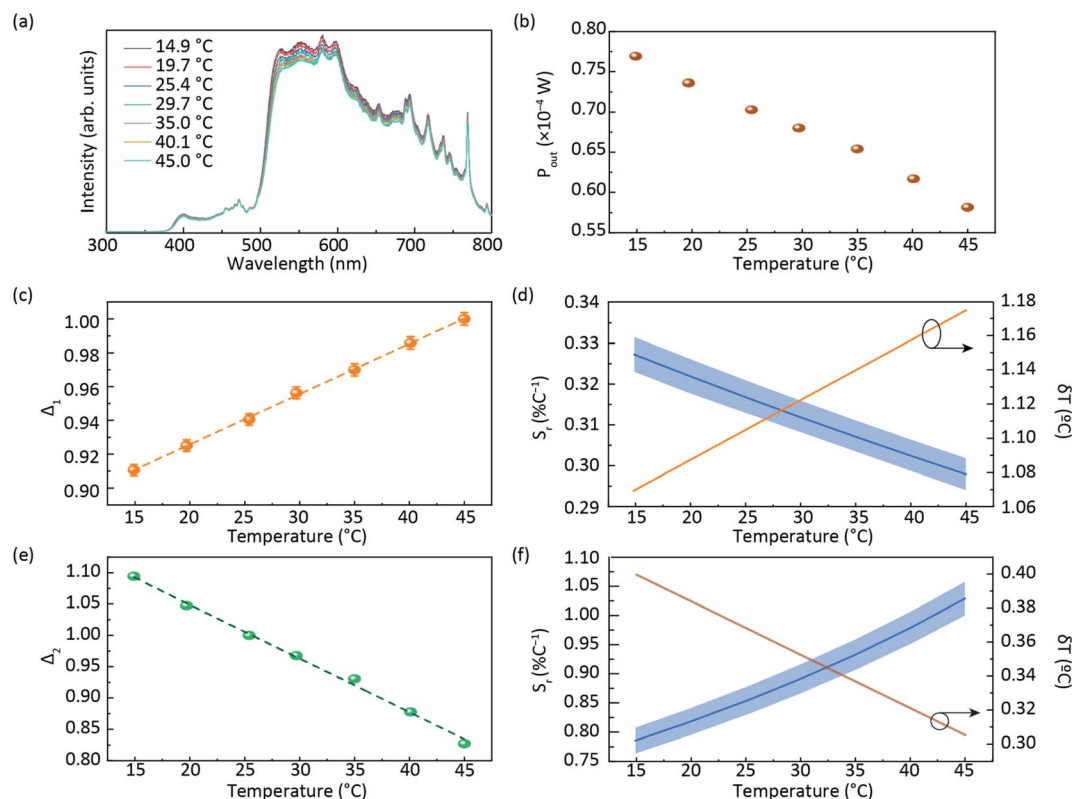 (a)
14.9 °C
19.7 °C
25.4 °C
29.7 °C
35.0 °C
40.1 °C
45.0 °C
Intensity (arb. units)
300 400 500 600 700 800
Wavelength (nm)
(b)
0.80
0.75
0.70
0.65
0.60
0.55
P_out (×10⁻⁴ W)
15 20 25 30 35 40 45
Temperature (°C)
(c)
1.00
0.98
0.96
0.94
0.92
0.90
Δ₁
15 20 25 30 35 40 45
Temperature (°C)
(d)
0.34
0.33
0.32
0.31
0.30
0.29
S_r (%C⁻¹)
1.18
1.16
1.14
1.12
1.10
1.08
1.06
δT (ºC)
15 20 25 30 35 40 45
Temperature (°C)
(e)
1.10
1.05
1.00
0.95
0.90
0.85
0.80
Δ₂
15 20 25 30 35 40 45
Temperature (°C)
(f)
1.10
1.05
1.00
0.95
0.90
0.85
0.80
0.75
S_r (%C⁻¹)
0.40
0.38
0.36
0.34
0.32
0.30
δT (ºC)
15 20 25 30 35 40 45
Temperature (°C)